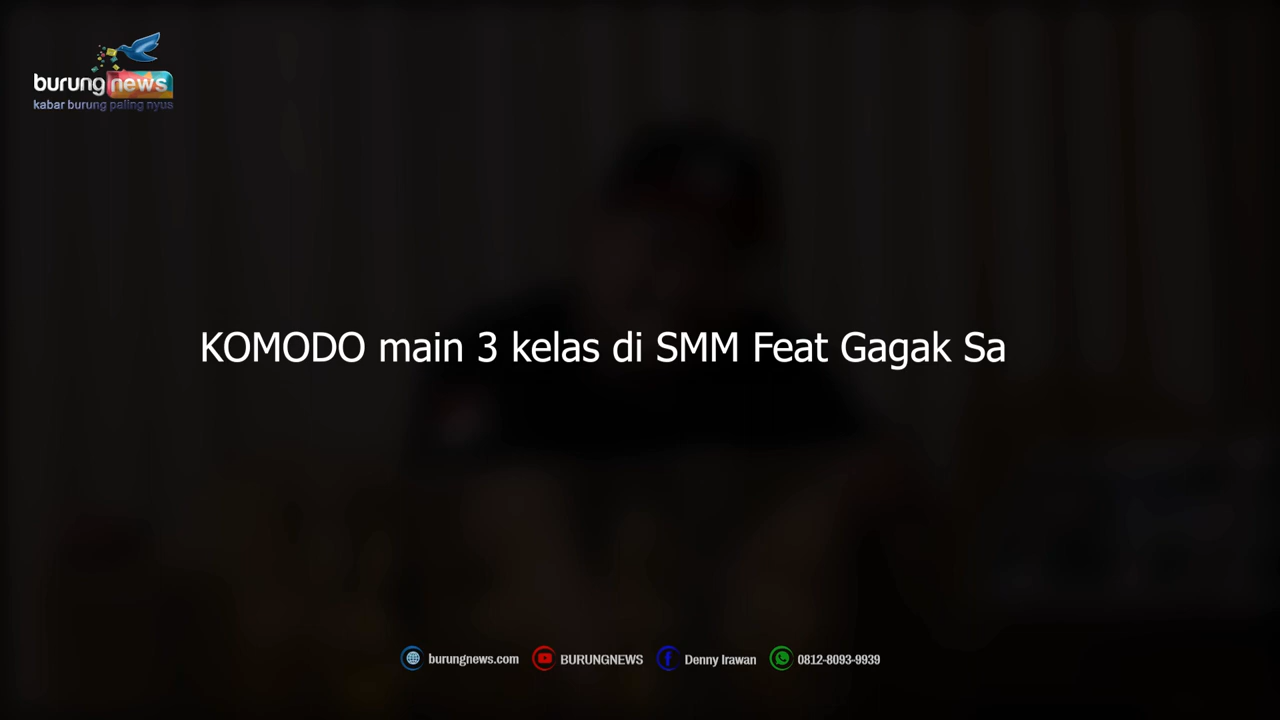 burungnews
kabar burung paling nyus
KOMODO main 3 kelas di SMM Feat Gagak Sa
burungnews.com BURUNGNEWS Denny Irawan 0812-8093-9939